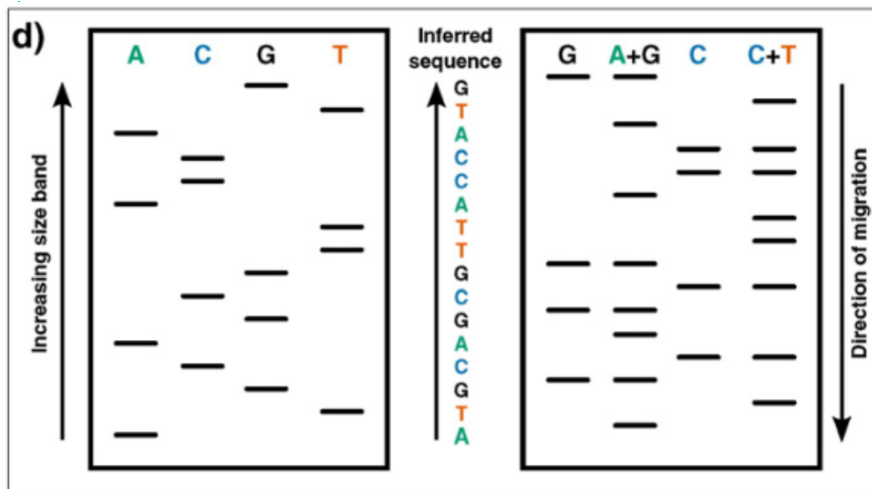 d)
A C G T
Increasing size band
Inferred
sequence
G
T
A
C
C
A
T
T
G
C
G
A
C
G
T
A
G A+G C C+T
Direction of migration